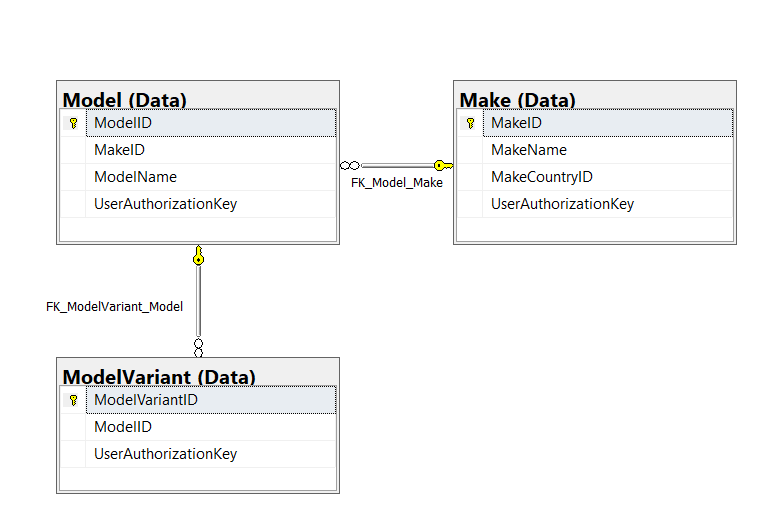 Model (Data)
ModelID
MakeID
ModelName
UserAuthorizationKey
FK_Model_Make
Make (Data)
MakeID
MakeName
MakeCountryID
UserAuthorizationKey
FK_ModelVariant_Model
ModelVariant (Data)
ModelVariantID
ModelID
UserAuthorizationKey